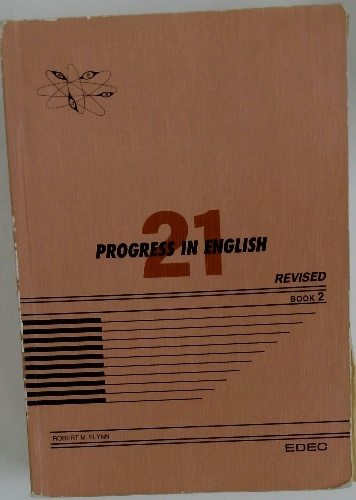 21
PROGRESS IN ENGLISH
REVISED
BOOK 2
ROBERT M. FLYNN
EDEC